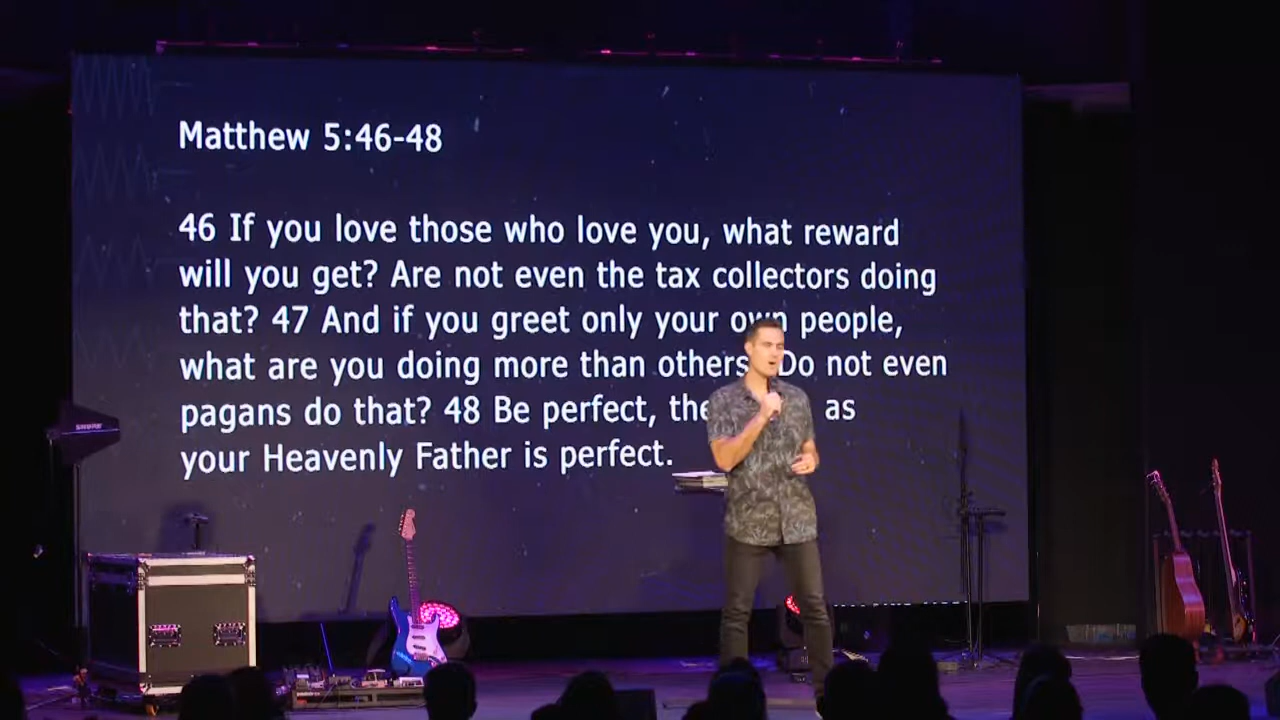 Matthew 5:46-48
46 If you love those who love you, what reward
will you get? Are not even the tax collectors doing
that? 47 And if you greet only your own people,
what are you doing more than others Do not even
pagans do that? 48 Be perfect, as
your Heavenly Father is perfect.
SHURE